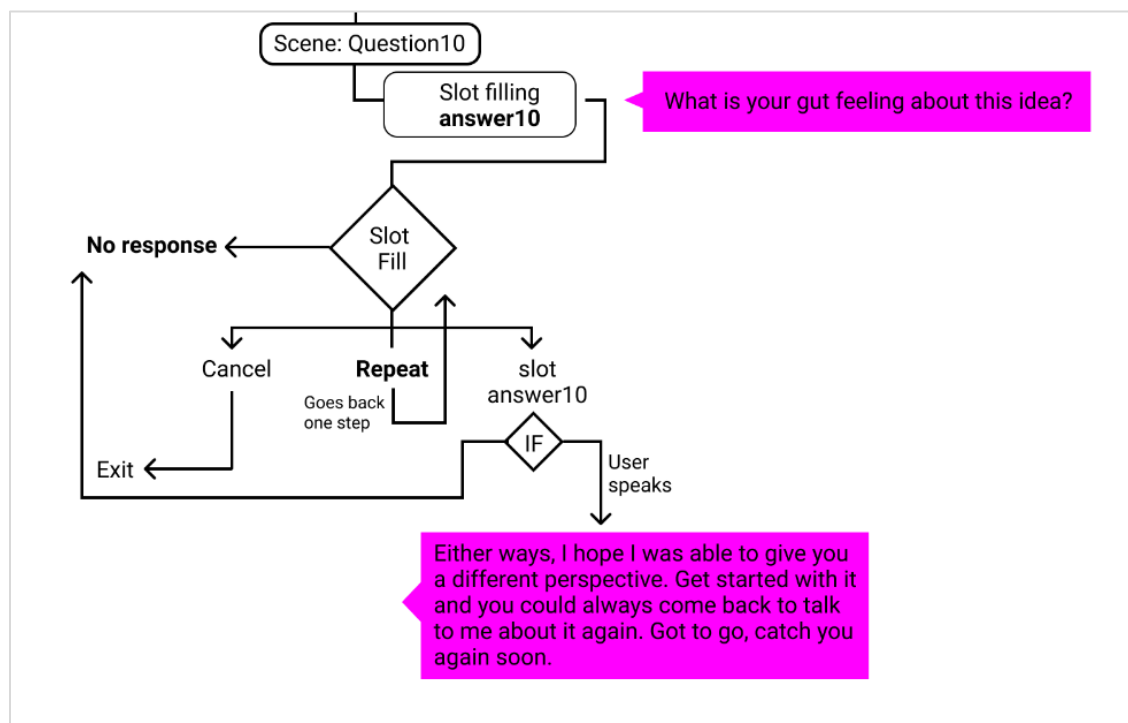 Scene: Question10
Slot filling
answer10
What is your gut feeling about this idea?
Slot
Fill
No response
Cancel
Repeat
slot
answer10
Goes back
one step
IF
User
speaks
Exit
Either ways, I hope I was able to give you
a different perspective. Get started with it
and you could always come back to talk
to me about it again. Got to go, catch you
again soon.